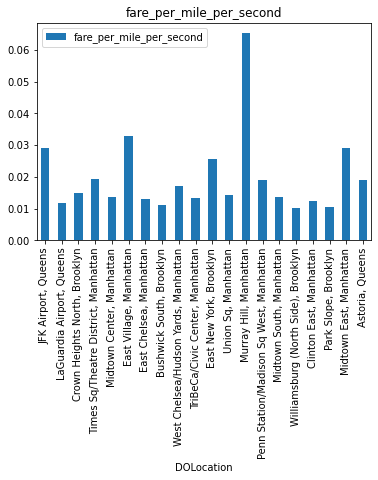 fare_per_mile_per_second
fare_per_mile_per_second
0.06
0.05
0.04
0.03
0.02
0.01
0.00
JFK Airport, Queens
LaGuardia Airport, Queens
Crown Heights North, Brooklyn
Times Sq/Theatre District, Manhattan
Midtown Center, Manhattan
East Village, Manhattan
East Chelsea, Manhattan
Bushwick South, Brooklyn
West Chelsea/Hudson Yards, Manhattan
TriBeCa/Civic Center, Manhattan
East New York, Brooklyn
Union Sq, Manhattan
Murray Hill, Manhattan
Penn Station/Madison Sq West, Manhattan
Midtown South, Manhattan
Williamsburg (North Side), Brooklyn
Clinton East, Manhattan
Park Slope, Brooklyn
Midtown East, Manhattan
Astoria, Queens
DOLocation